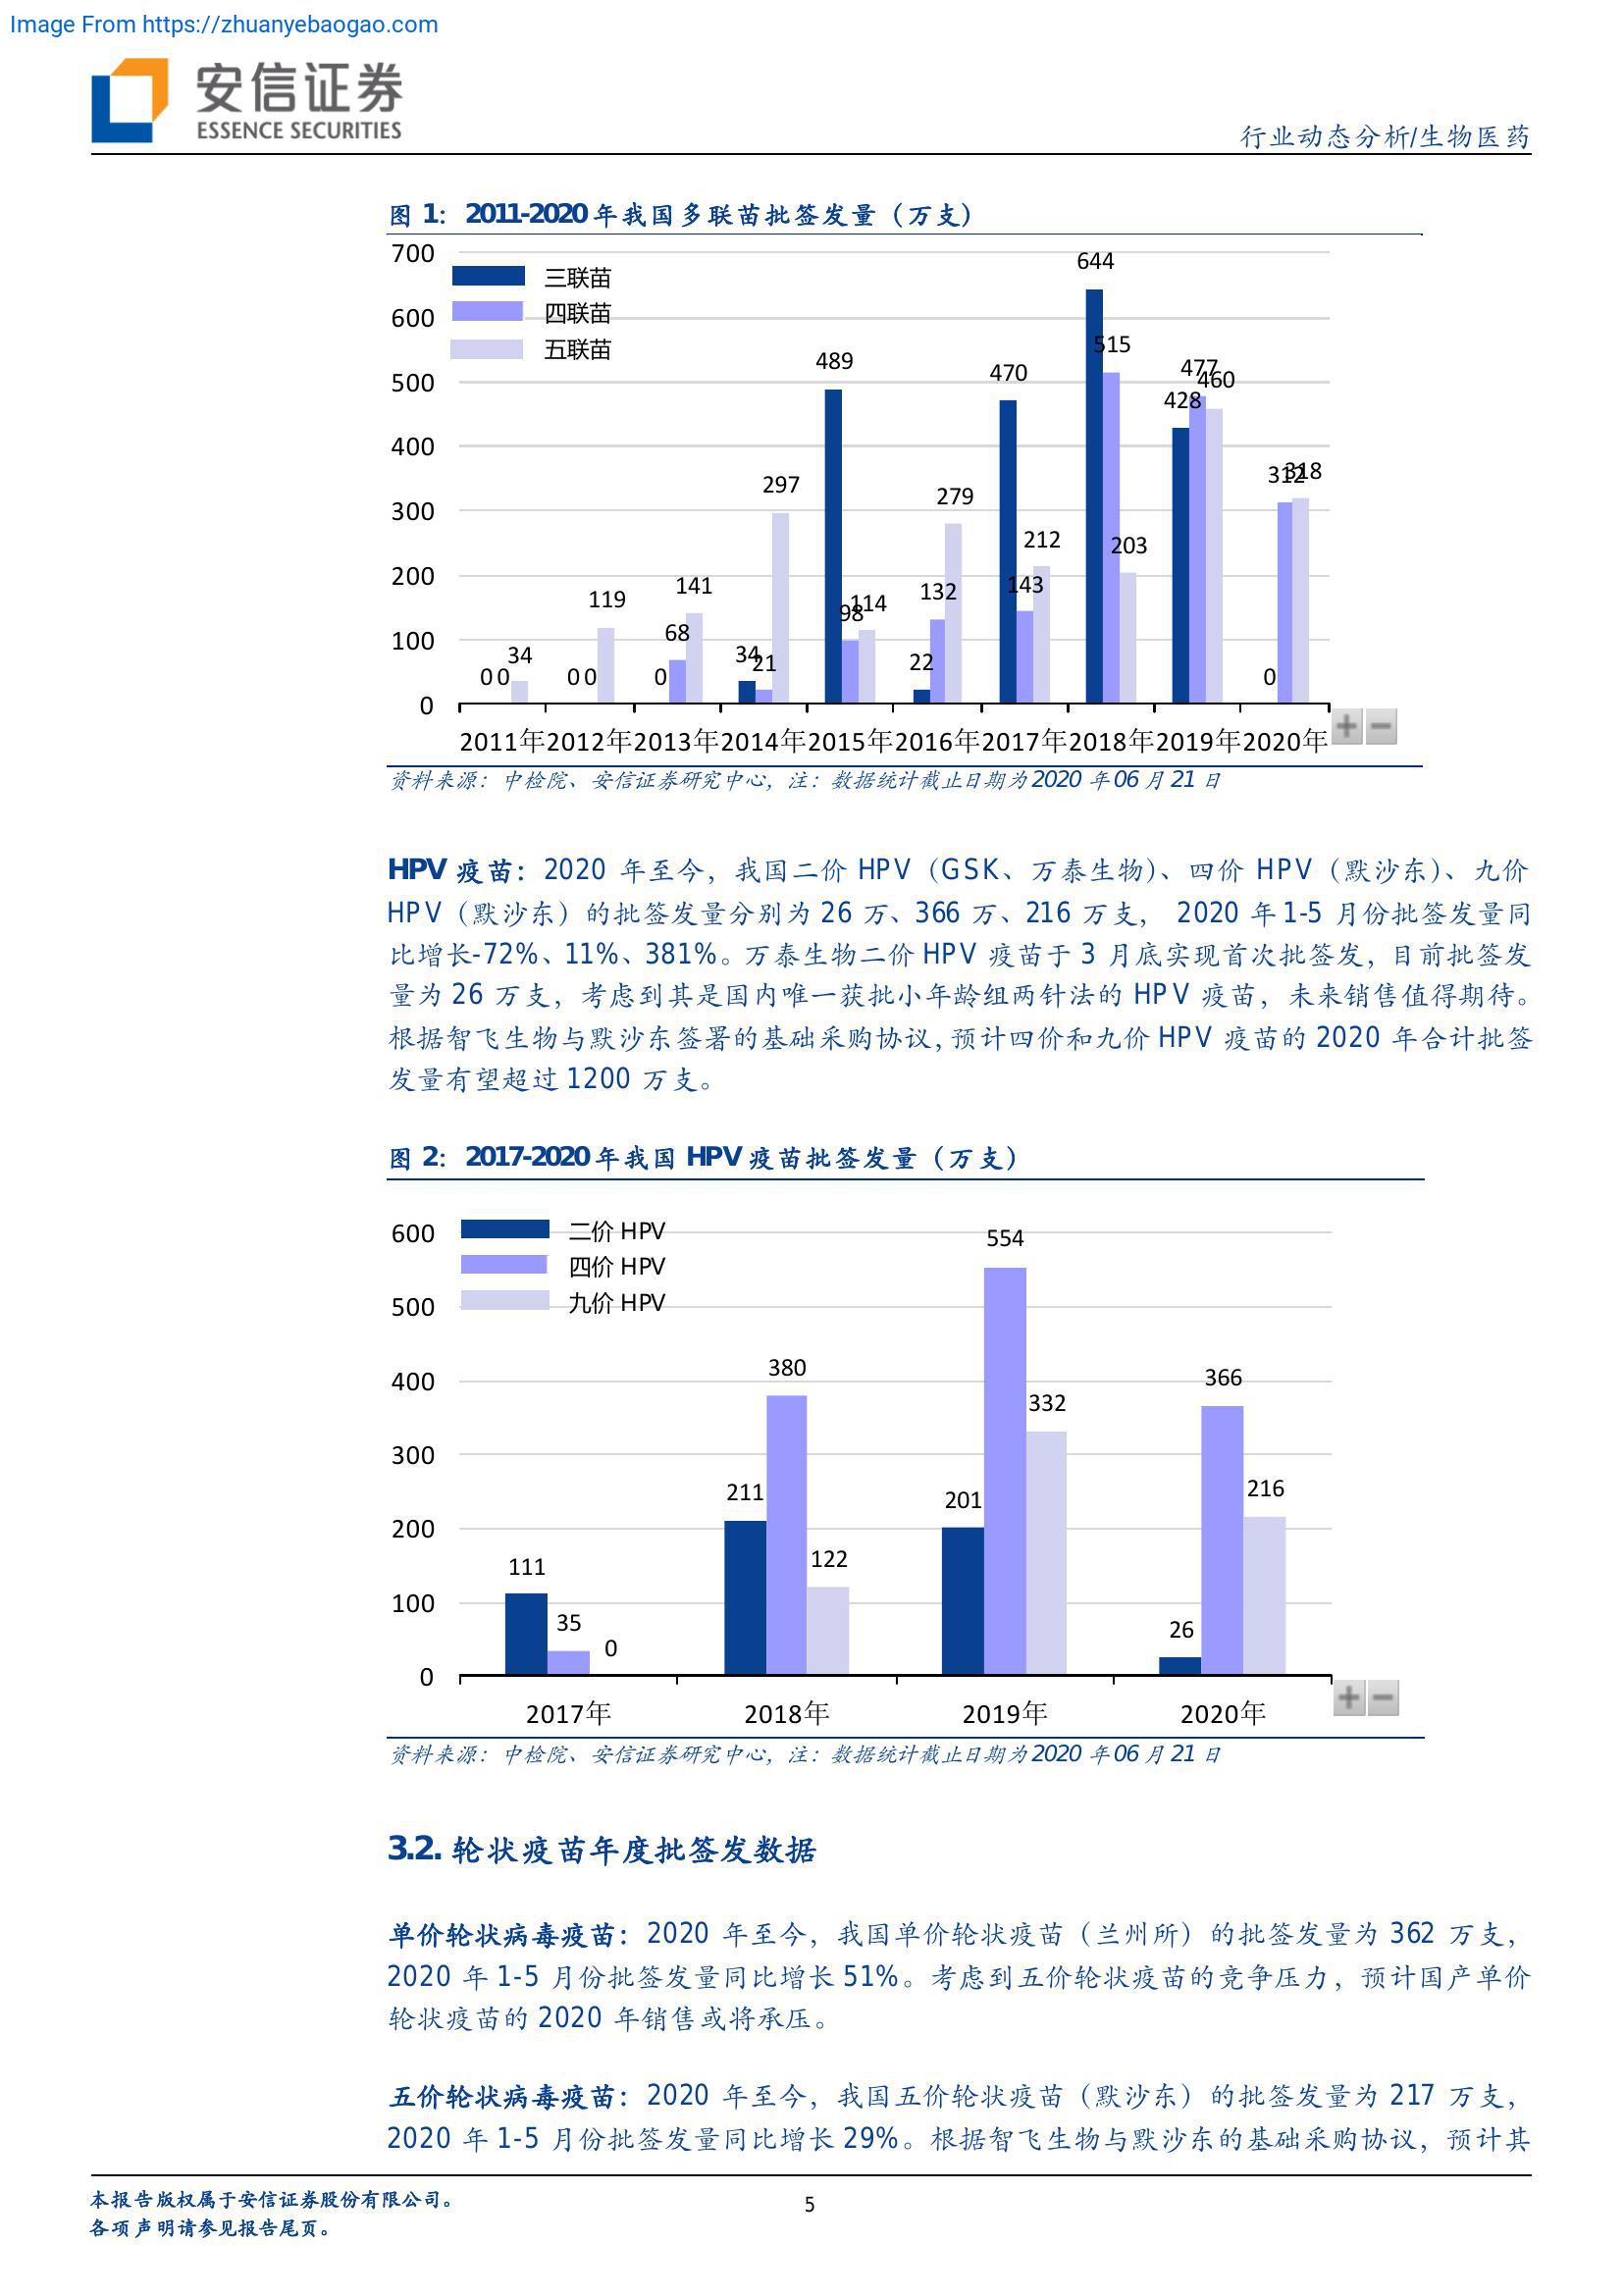 Image From https://zhuanyebaogao.com
安信证券
ESSENCE SECURITIES
行业动态分析/生物医药
图 1: 2011-2020年我国多联苗批签发量（万支）
700
600
500
400
300
200
100
0
三联苗
四联苗
五联苗
0 0 34
0 0 119
0 68 141
34 21 297
489 98 114
22 132 279
470 143 212
644 515 203
428 477 460
0 312 318
2011年 2012年 2013年 2014年 2015年 2016年 2017年 2018年 2019年 2020年
资料来源：中检院、安信证券研究中心，注：数据统计截止日期为2020 年06 月21 日
HPV 疫苗：2020 年至今，我国二价 HPV（GSK、万泰生物）、四价 HPV（默沙东）、九价
HPV（默沙东）的批签发量分别为 26 万、366 万、216 万支， 2020 年1-5 月份批签发量同
比增长-72%、11%、381%。万泰生物二价 HPV 疫苗于 3 月底实现首次批签发，目前批签发
量为 26 万支，考虑到其是国内唯一获批小年龄组两针法的 HPV 疫苗，未来销售值得期待。
根据智飞生物与默沙东签署的基础采购协议，预计四价和九价 HPV 疫苗的 2020 年合计批签
发量有望超过 1200 万支。
图 2: 2017-2020年我国 HPV疫苗批签发量（万支）
600
500
400
300
200
100
0
二价 HPV
四价 HPV
九价 HPV
111 35 0
211 380 122
201 554 332
26 366 216
2017年 2018年 2019年 2020年
资料来源：中检院、安信证券研究中心，注：数据统计截止日期为2020 年06 月21 日
3.2. 轮状疫苗年度批签发数据
单价轮状病毒疫苗：2020 年至今，我国单价轮状疫苗（兰州所）的批签发量为 362 万支，
2020 年 1-5 月份批签发量同比增长 51%。考虑到五价轮状疫苗的竞争压力，预计国产单价
轮状疫苗的 2020 年销售或将承压。
五价轮状病毒疫苗：2020 年至今，我国五价轮状疫苗（默沙东）的批签发量为 217 万支，
2020 年 1-5 月份批签发量同比增长 29%。根据智飞生物与默沙东的基础采购协议，预计其
本报告版权属于安信证券股份有限公司。
各项声明请参见报告尾页。
5